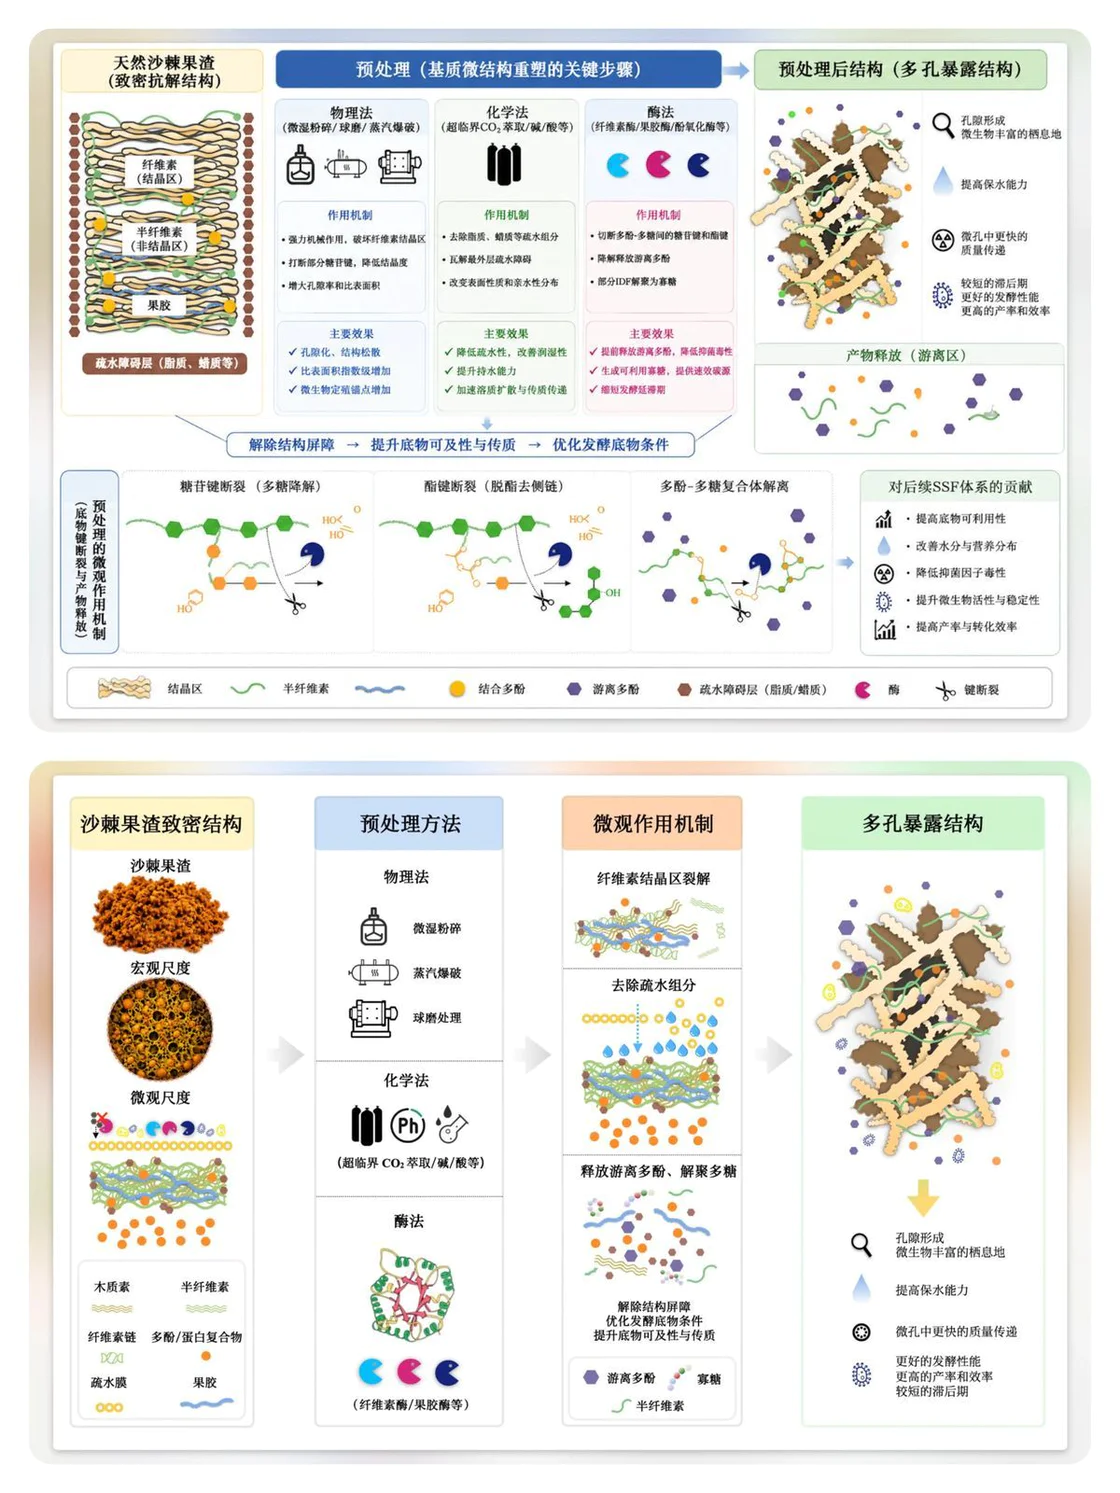 天然沙棘果渣
(致密抗解结构)
纤维素
(结晶区)
半纤维素
(非结晶区)
果胶
疏水障碍层(脂质、蜡质等)
预处理(基质微结构重塑的关键步骤)
物理法
(微湿粉碎/ 球磨/ 蒸汽爆破)
作用机制
• 强力机械作用，破坏纤维素结晶区
• 打断部分糖苷键，降低结晶度
• 增大孔隙率和比表面积
主要效果
✓ 孔隙化、结构松散
✓ 比表面积指数级增加
✓ 微生物定殖锚点增加
化学法
(超临界CO₂ 萃取/碱/酸等)
作用机制
• 去除脂质、蜡质等疏水组分
• 瓦解最外层疏水障碍
• 改变表面性质和亲水性分布
主要效果
✓ 降低疏水性，改善润湿性
✓ 提升持水能力
✓ 加速溶质扩散与传质传递
酶法
(纤维素酶/果胶酶/酚氧化酶等)
作用机制
• 切断多酚-多糖间的糖苷键和酯键
• 降解释放游离多酚
• 部分IDF解聚为寡糖
主要效果
✓ 提前释放游离多酚，降低抑菌毒性
✓ 生成可利用寡糖，提供速效碳源
✓ 缩短发酵延滞期
解除结构屏障 → 提升底物可及性与传质 → 优化发酵底物条件
预处理后结构(多 孔暴露结构)
孔隙形成
微生物丰富的栖息地
提高保水能力
微孔中更快的
质量传递
较短的滞后期
更好的发酵性能
更高的产率和效率
产物释放(游离区)
预处理的微观作用机制
(底物键断裂与产物释放)
糖苷键断裂 (多糖降解)
HO
O
HO
HO
酯键断裂 (脱酯去侧链)
HO
O
HO
HO
OH
多酚-多糖复合体解离
对后续SSF体系的贡献
• 提高底物可利用性
• 改善水分与营养分布
• 降低抑菌因子毒性
• 提升微生物活性与稳定性
• 提高产率与转化效率
结晶区
半纤维素
结合多酚
游离多酚
疏水障碍层(脂质/蜡质)
酶
键断裂
沙棘果渣致密结构
沙棘果渣
宏观尺度
微观尺度
木质素
半纤维素
纤维素链
多酚/蛋白复合物
疏水膜
果胶
预处理方法
物理法
微湿粉碎
蒸汽爆破
球磨处理
化学法
Ph
(超临界 CO₂ 萃取/碱/酸等)
酶法
(纤维素酶/果胶酶等)
微观作用机制
纤维素结晶区裂解
去除疏水组分
释放游离多酚、解聚多糖
解除结构屏障
优化发酵底物条件
提升底物可及性与传质
游离多酚
寡糖
半纤维素
多孔暴露结构
孔隙形成
微生物丰富的栖息地
提高保水能力
微孔中更快的质量传递
更好的发酵性能
更高的产率和效率
较短的滞后期